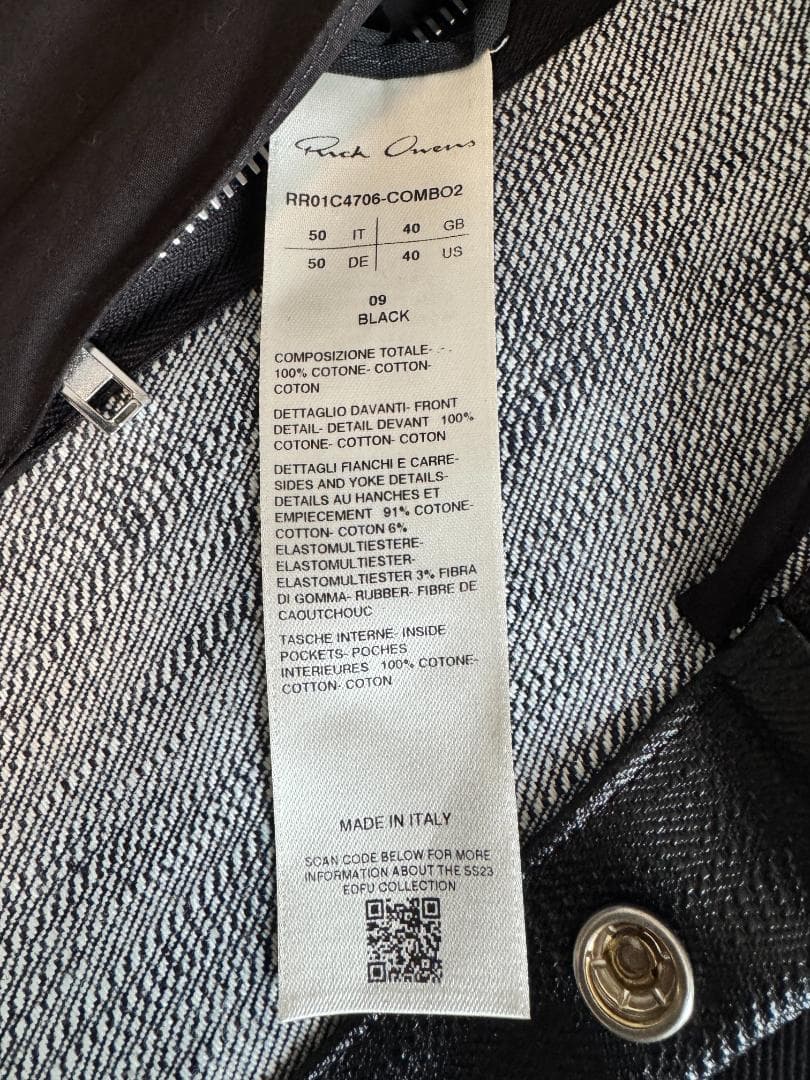 Rick Owens
RR01C4706-COMBO2
50 IT 40 GB
50 DE 40 US
09
BLACK
COMPOSIZIONE TOTALE- - -
100% COTONE- COTTON-
COTON
DETTAGLIO DAVANTI- FRONT
DETAIL- DETAIL DEVANT 100%
COTONE- COTTON- COTON
DETTAGLI FIANCHI E CARRE-
SIDES AND YOKE DETAILS-
DETAILS AU HANCHES ET
EMPIECEMENT 91% COTONE-
COTTON- COTON 6%
ELASTOMULTIESTERE-
ELASTOMULTIESTER-
ELASTOMULTIESTER 3% FIBRA
DI GOMMA- RUBBER- FIBRE DE
CAOUTCHOUC
TASCHE INTERNE- INSIDE
POCKETS- POCHES
INTERIEURES 100% COTONE-
COTTON- COTON
MADE IN ITALY
SCAN CODE BELOW FOR MORE
INFORMATION ABOUT THE SS23
EDFU COLLECTION